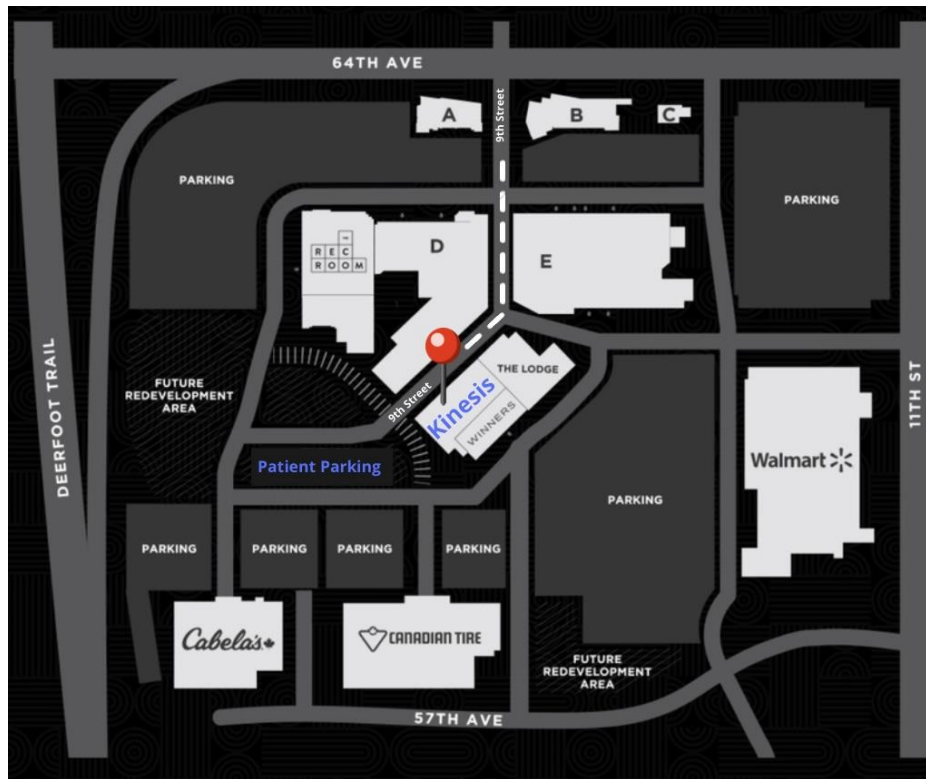 64TH AVE
A
9th Street
B
C
PARKING
PARKING
REC
ROOM
D
E
DEERFOOT TRAIL
FUTURE
REDEVELOPMENT
AREA
THE LODGE
Kinesis
WINNERS
9th Street
11TH ST
Patient Parking
Walmart
PARKING
PARKING
PARKING
PARKING
PARKING
Cabela's
CANADIAN TIRE
FUTURE
REDEVELOPMENT
AREA
57TH AVE